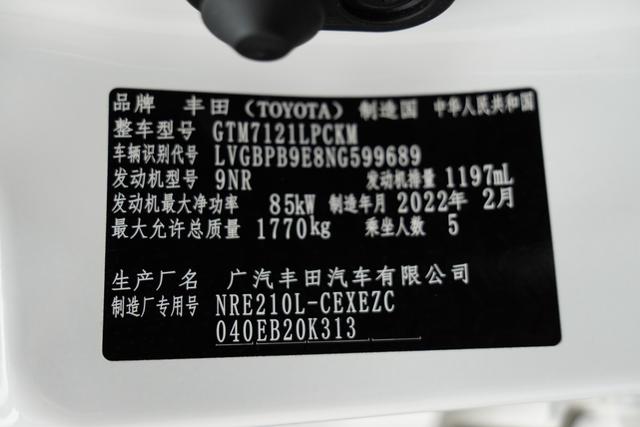 品牌 丰田（TOYOTA） 制造国 中华人民共和国
整车型号 GTM7121LPCKM
车辆识别代号 LVGBPB9E8NG599689
发动机型号 9NR 发动机排量 1197mL
发动机最大净功率 85kW 制造年月 2022年 2月
最大允许总质量 1770kg 乘坐人数 5
生产厂名 广汽丰田汽车有限公司
制造厂专用号 NRE210L-CEXEZC
040EB20K313